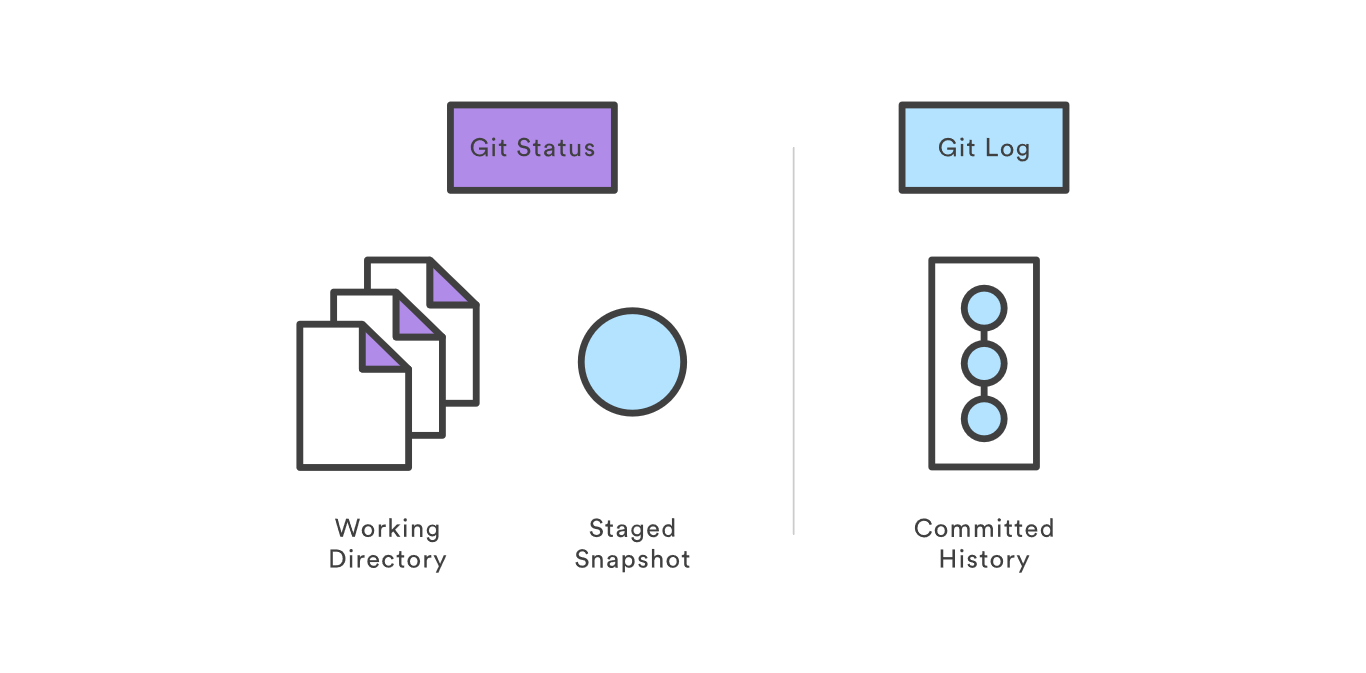 Git Status
Git Log
Working
Directory
Staged
Snapshot
Committed
History